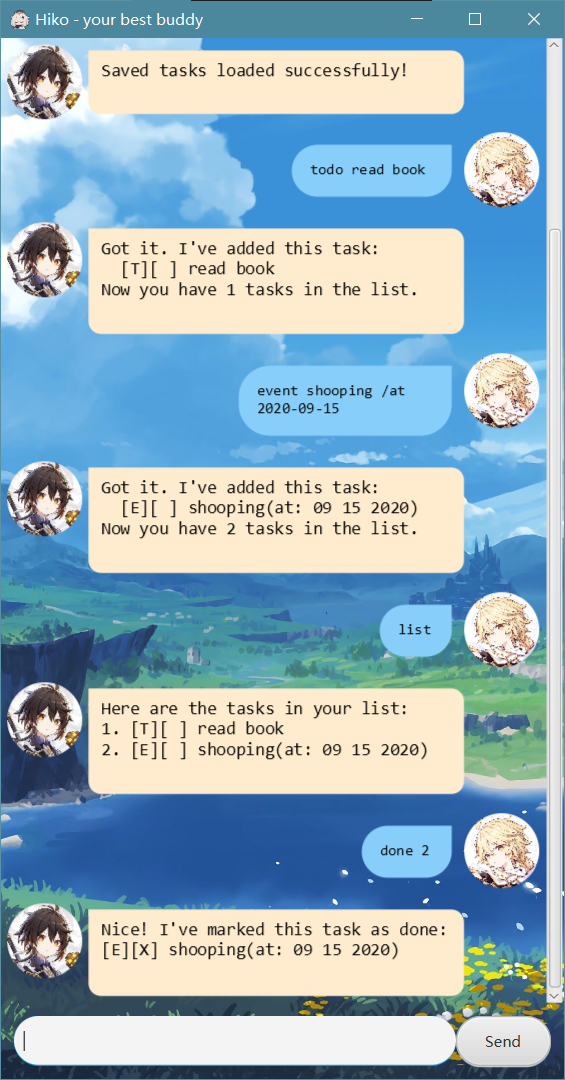 Hiko - your best buddy
Saved tasks loaded successfully!
todo read book
Got it. I've added this task:
[T][ ] read book
Now you have 1 tasks in the list.
event shooping /at
2020-09-15
Got it. I've added this task:
[E][ ] shooping(at: 09 15 2020)
Now you have 2 tasks in the list.
list
Here are the tasks in your list:
1. [T][ ] read book
2. [E][ ] shooping(at: 09 15 2020)
done 2
Nice! I've marked this task as done:
[E][X] shooping(at: 09 15 2020)
Send